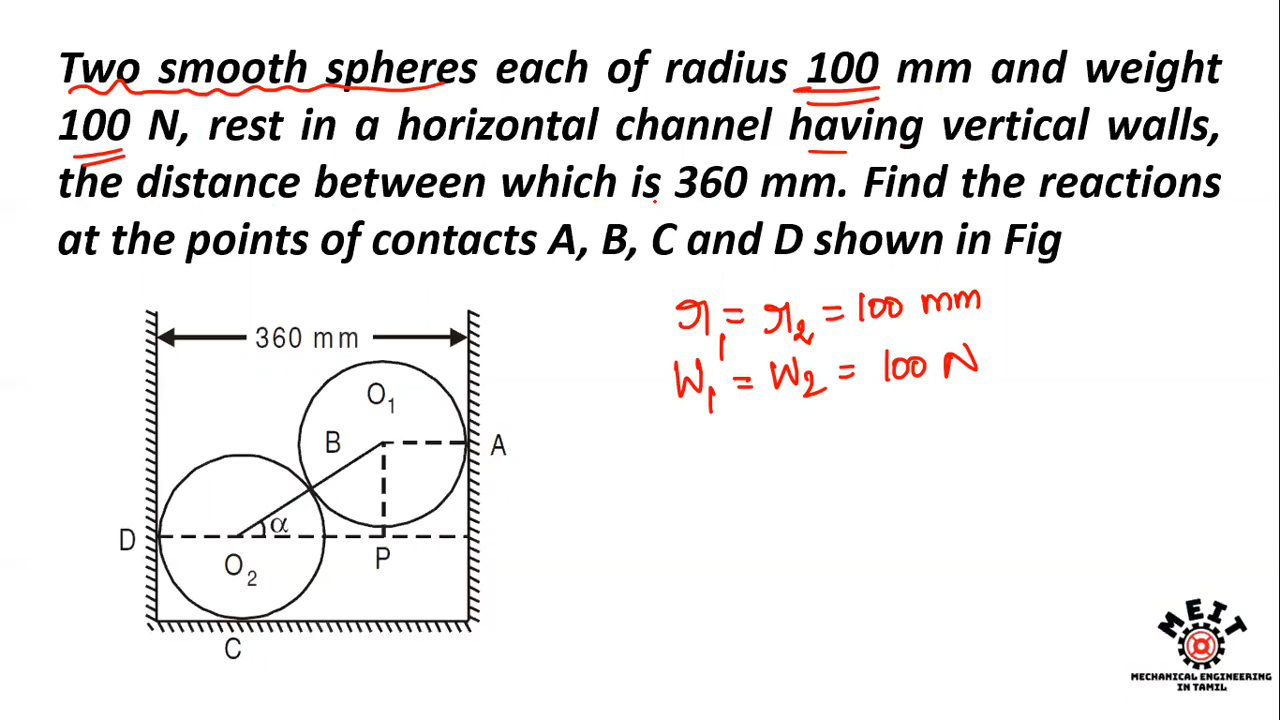 Two smooth spheres each of radius 100 mm and weight
100 N, rest in a horizontal channel having vertical walls,
the distance between which is 360 mm. Find the reactions
at the points of contacts A, B, C and D shown in Fig
r₁ = r₂ = 100 mm
W₁ = W₂ = 100 N
360 mm
O₁
B
A
α
D
O₂
P
C
MEIT
MECHANICAL ENGINEERING
IN TAMIL